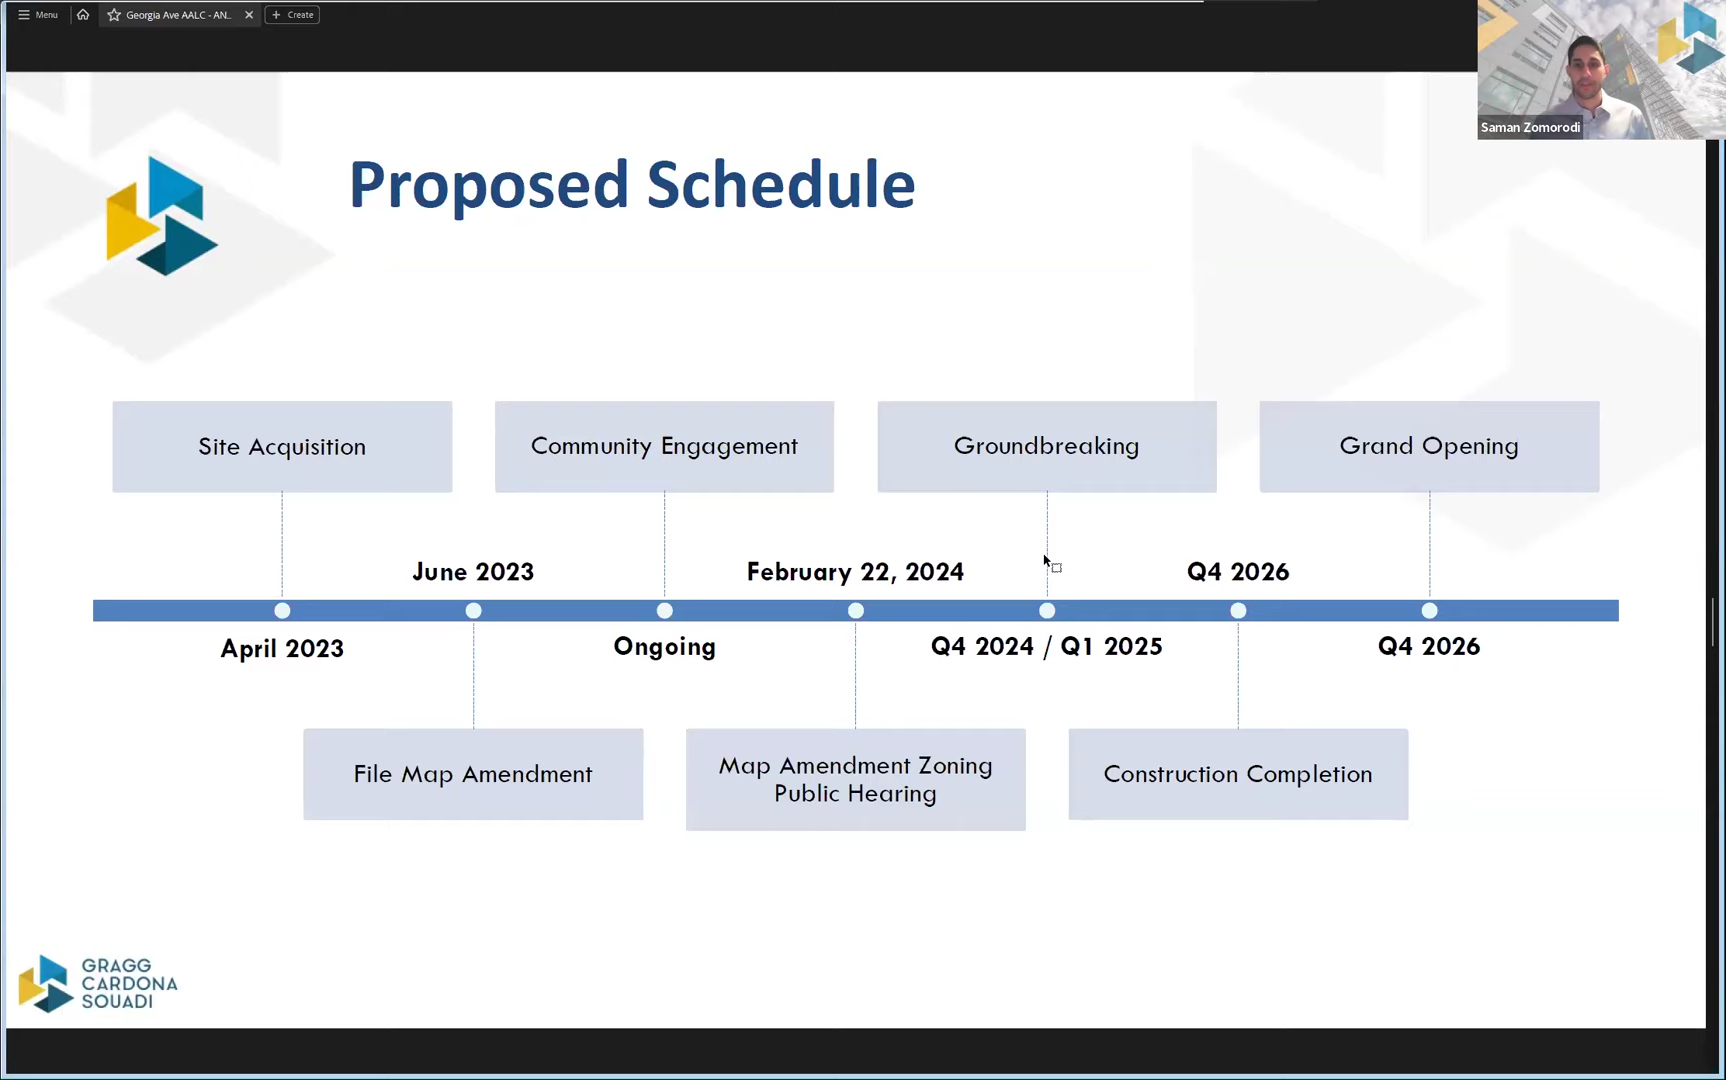 Menu
Georgia Ave AALC - AN...
Create
Saman Zomorodi
Proposed Schedule
Site Acquisition
Community Engagement
Groundbreaking
Grand Opening
June 2023
February 22, 2024
Q4 2026
April 2023
Ongoing
Q4 2024 / Q1 2025
Q4 2026
File Map Amendment
Map Amendment Zoning
Public Hearing
Construction Completion
GRAGG
CARDONA
SOUADI